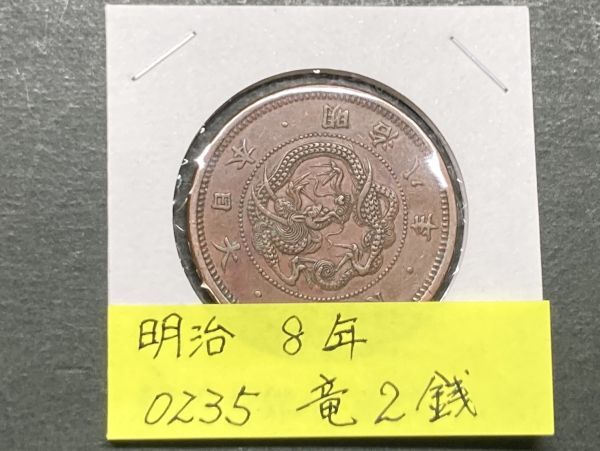 大日本・明治八年・
明治 8年
0235 竜2銭